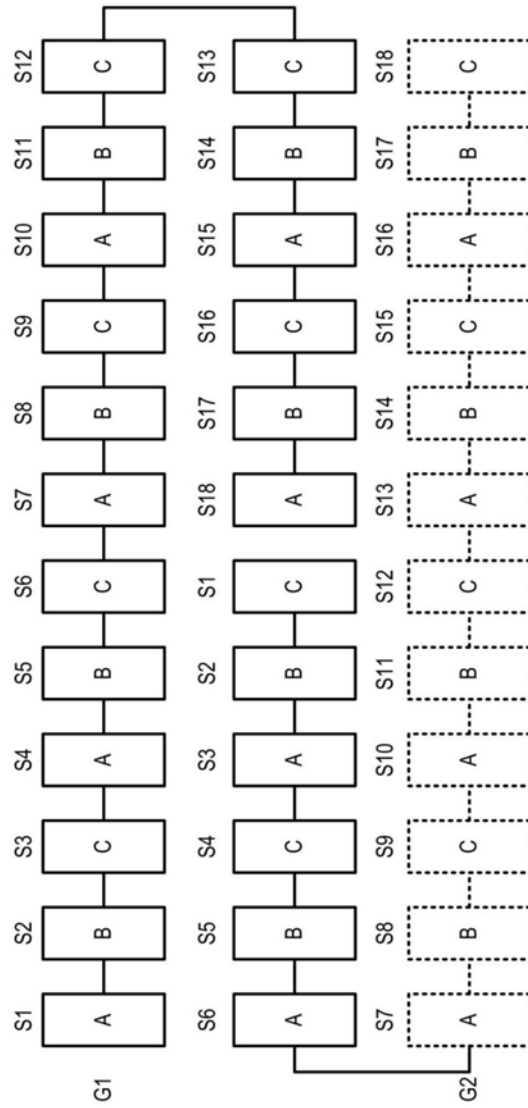 S1 S2 S3 S4 S5 S6 S7 S8 S9 S10 S11 S12
G1 A B C A B C A B C A B C
S6 S5 S4 S3 S2 S1 S18 S17 S16 S15 S14 S13
A B C A B C A B C A B C
S7 S8 S9 S10 S11 S12 S13 S14 S15 S16 S17 S18
G2 A B C A B C A B C A B C